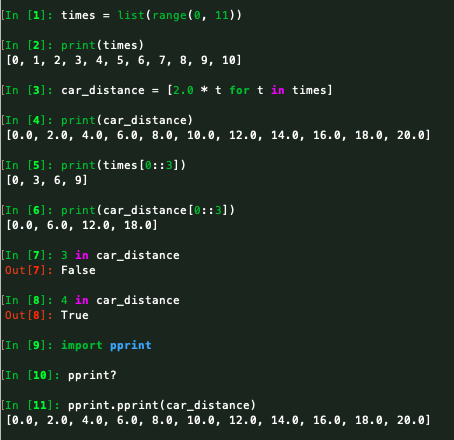 [In [1]: times = list(range(0, 11))
[In [2]: print(times)
[0, 1, 2, 3, 4, 5, 6, 7, 8, 9, 10]
[In [3]: car_distance = [2.0 * t for t in times]
[In [4]: print(car_distance)
[0.0, 2.0, 4.0, 6.0, 8.0, 10.0, 12.0, 14.0, 16.0, 18.0, 20.0]
[In [5]: print(times[0::3])
[0, 3, 6, 9]
[In [6]: print(car_distance[0::3])
[0.0, 6.0, 12.0, 18.0]
[In [7]: 3 in car_distance
Out[7]: False
[In [8]: 4 in car_distance
Out[8]: True
[In [9]: import pprint
[In [10]: pprint?
[In [11]: pprint.pprint(car_distance)
[0.0, 2.0, 4.0, 6.0, 8.0, 10.0, 12.0, 14.0, 16.0, 18.0, 20.0]